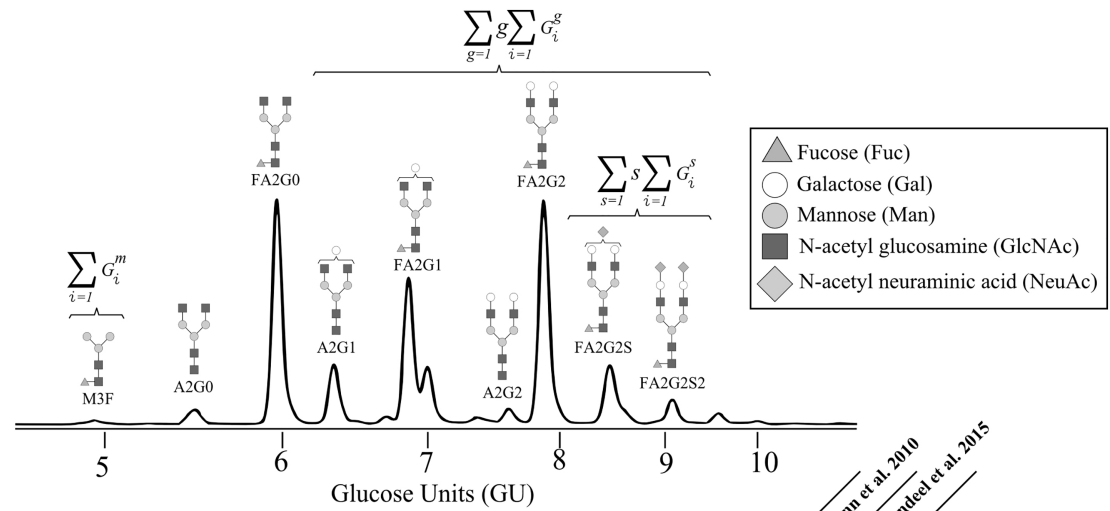 ∑ g ∑ G_i^g
g=1 i=1
FA2G0
FA2G2
∑ s ∑ G_i^s
s=1 i=1
Fucose (Fuc)
Galactose (Gal)
Mannose (Man)
N-acetyl glucosamine (GlcNAc)
N-acetyl neuraminic acid (NeuAc)
∑ G_i^m
i=1
FA2G1
A2G1
FA2G2S
M3F
A2G0
A2G2
FA2G2S2
5 6 7 8 9 10
Glucose Units (GU)
et al. 2010
et al. 2015